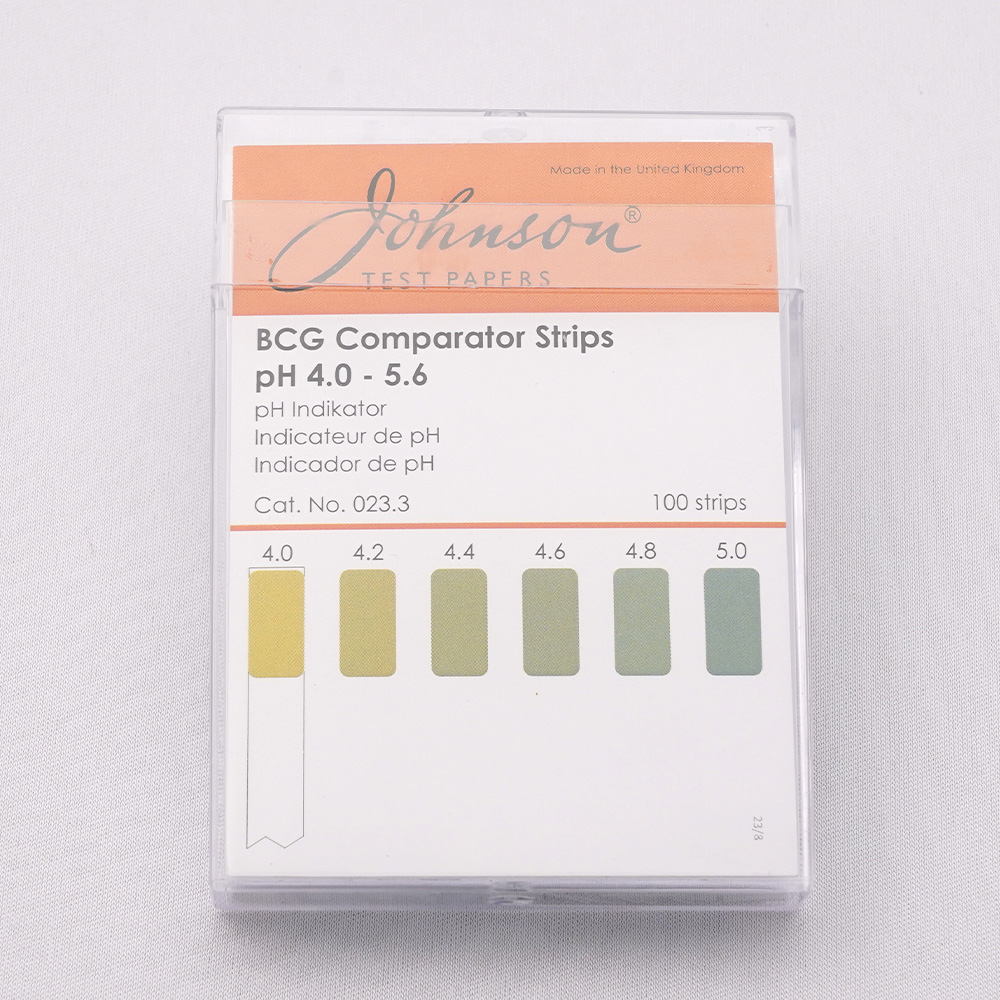 Made in the United Kingdom
Johnson®
TEST PAPERS
BCG Comparator Strips
pH 4.0 - 5.6
pH Indikator
Indicateur de pH
Indicador de pH
Cat. No. 023.3 100 strips
4.0 4.2 4.4 4.6 4.8 5.0
23/8